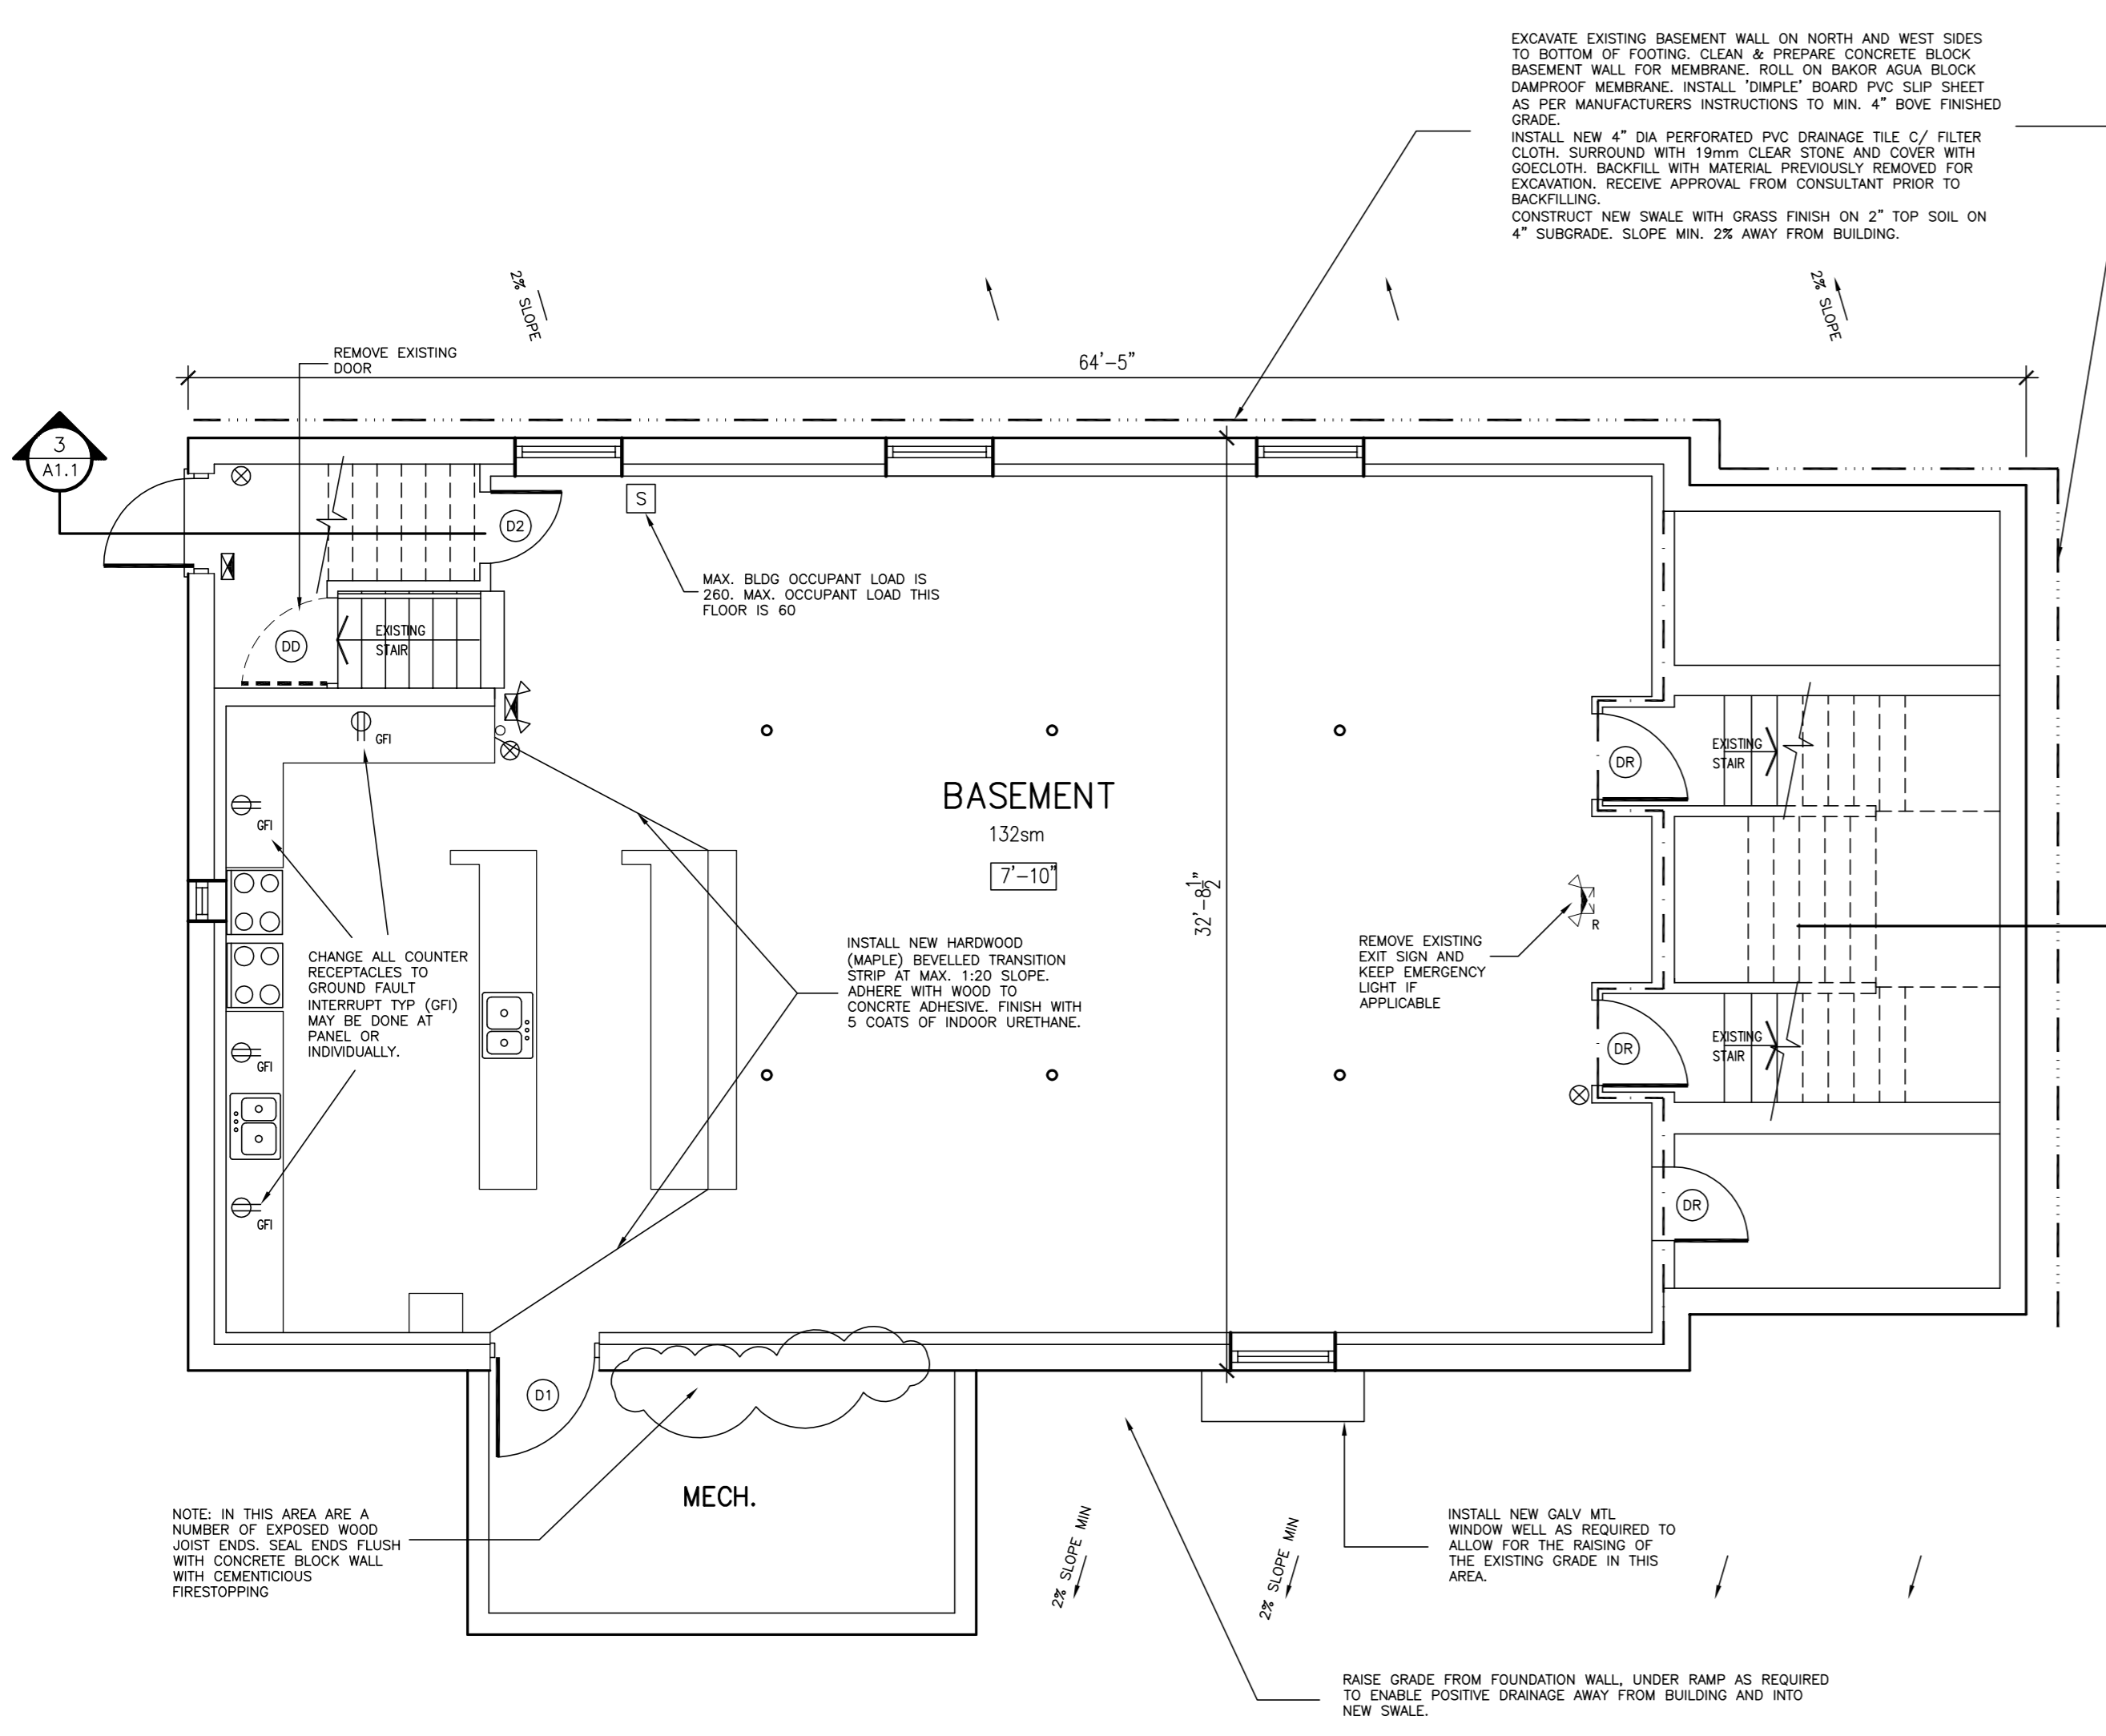 EXCAVATE EXISTING BASEMENT WALL ON NORTH AND WEST SIDES
TO BOTTOM OF FOOTING. CLEAN & PREPARE CONCRETE BLOCK
BASEMENT WALL FOR MEMBRANE. ROLL ON BAKOR AGUA BLOCK
DAMPROOF MEMBRANE. INSTALL 'DIMPLE' BOARD PVC SLIP SHEET
AS PER MANUFACTURERS INSTRUCTIONS TO MIN. 4" BOVE FINISHED
GRADE.
INSTALL NEW 4" DIA PERFORATED PVC DRAINAGE TILE C/ FILTER
CLOTH. SURROUND WITH 19mm CLEAR STONE AND COVER WITH
GOECLOTH. BACKFILL WITH MATERIAL PREVIOUSLY REMOVED FOR
EXCAVATION. RECEIVE APPROVAL FROM CONSULTANT PRIOR TO
BACKFILLING.
CONSTRUCT NEW SWALE WITH GRASS FINISH ON 2" TOP SOIL ON
4" SUBGRADE. SLOPE MIN. 2% AWAY FROM BUILDING.
2% SLOPE
2% SLOPE
REMOVE EXISTING
DOOR
64'-5"
3
A1.1
S
D2
MAX. BLDG OCCUPANT LOAD IS
260. MAX. OCCUPANT LOAD THIS
FLOOR IS 60
DD
EXISTING
STAIR
GFI
GFI
DR
EXISTING
STAIR
BASEMENT
132sm
7'-10"
32'-8½"
REMOVE EXISTING
EXIT SIGN AND
KEEP EMERGENCY
LIGHT IF
APPLICABLE
R
CHANGE ALL COUNTER
RECEPTACLES TO
GROUND FAULT
INTERRUPT TYP (GFI)
MAY BE DONE AT
PANEL OR
INDIVIDUALLY.
INSTALL NEW HARDWOOD
(MAPLE) BEVELLED TRANSITION
STRIP AT MAX. 1:20 SLOPE.
ADHERE WITH WOOD TO
CONCRTE ADHESIVE. FINISH WITH
5 COATS OF INDOOR URETHANE.
GFI
DR
EXISTING
STAIR
GFI
DR
D1
MECH.
NOTE: IN THIS AREA ARE A
NUMBER OF EXPOSED WOOD
JOIST ENDS. SEAL ENDS FLUSH
WITH CONCRETE BLOCK WALL
WITH CEMENTICIOUS
FIRESTOPPING
2% SLOPE MIN
2% SLOPE MIN
INSTALL NEW GALV MTL
WINDOW WELL AS REQUIRED TO
ALLOW FOR THE RAISING OF
THE EXISTING GRADE IN THIS
AREA.
RAISE GRADE FROM FOUNDATION WALL, UNDER RAMP AS REQUIRED
TO ENABLE POSITIVE DRAINAGE AWAY FROM BUILDING AND INTO
NEW SWALE.